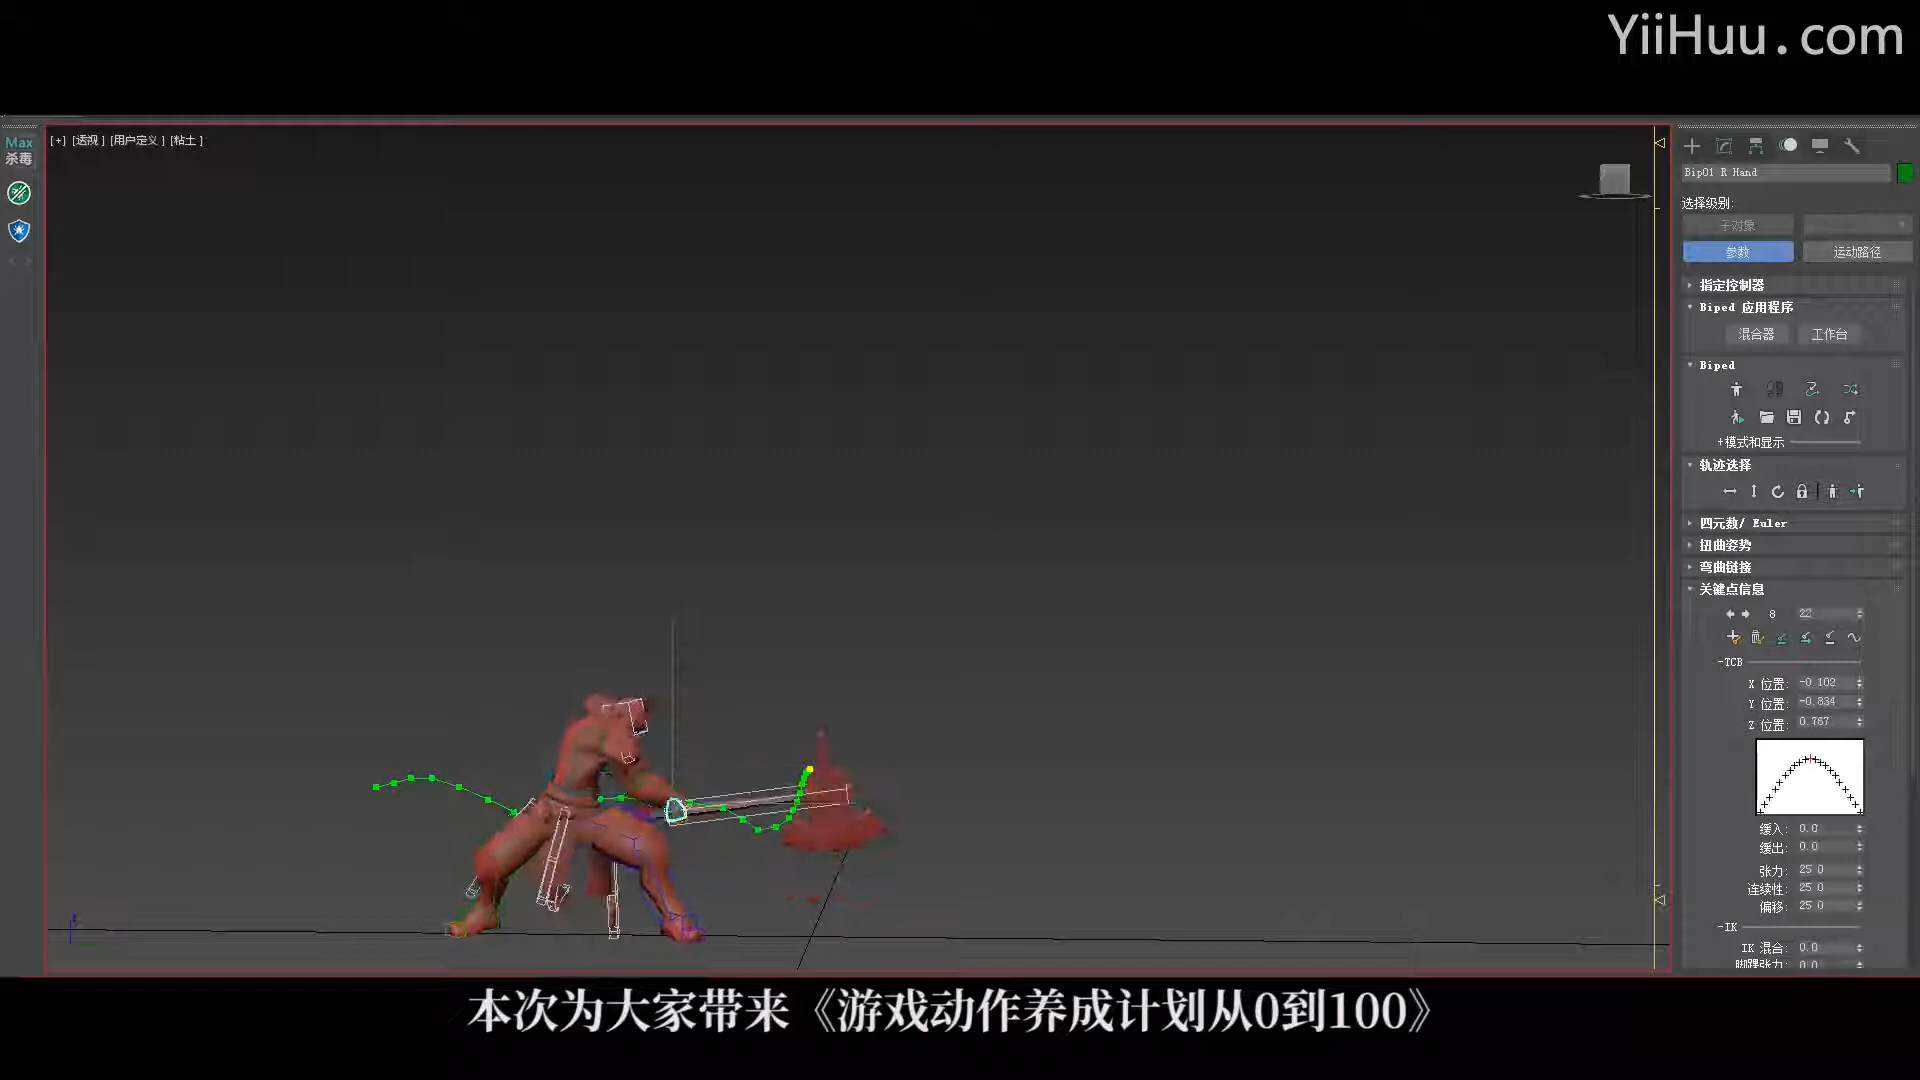 YiiHuu.com
Max
杀毒
[+] [透视] [用户定义] [粘土]
Bip01 R Hand
选择级别:
子对象
参数
运动路径
指定控制器
Biped 应用程序
混合器
工作台
Biped
+模式和显示
轨迹选择
四元数/ Euler
扭曲姿势
弯曲链接
关键点信息
8
22
-TCB
X 位置: -0.102
Y 位置: -0.834
Z 位置: 0.767
缓入: 0.0
缓出: 0.0
张力: 25 0
连续性: 25 0
偏移: 25 0
-IK
IK 混合: 0.0
脚踝张力: 0.0
本次为大家带来《游戏动作养成计划从0到100》